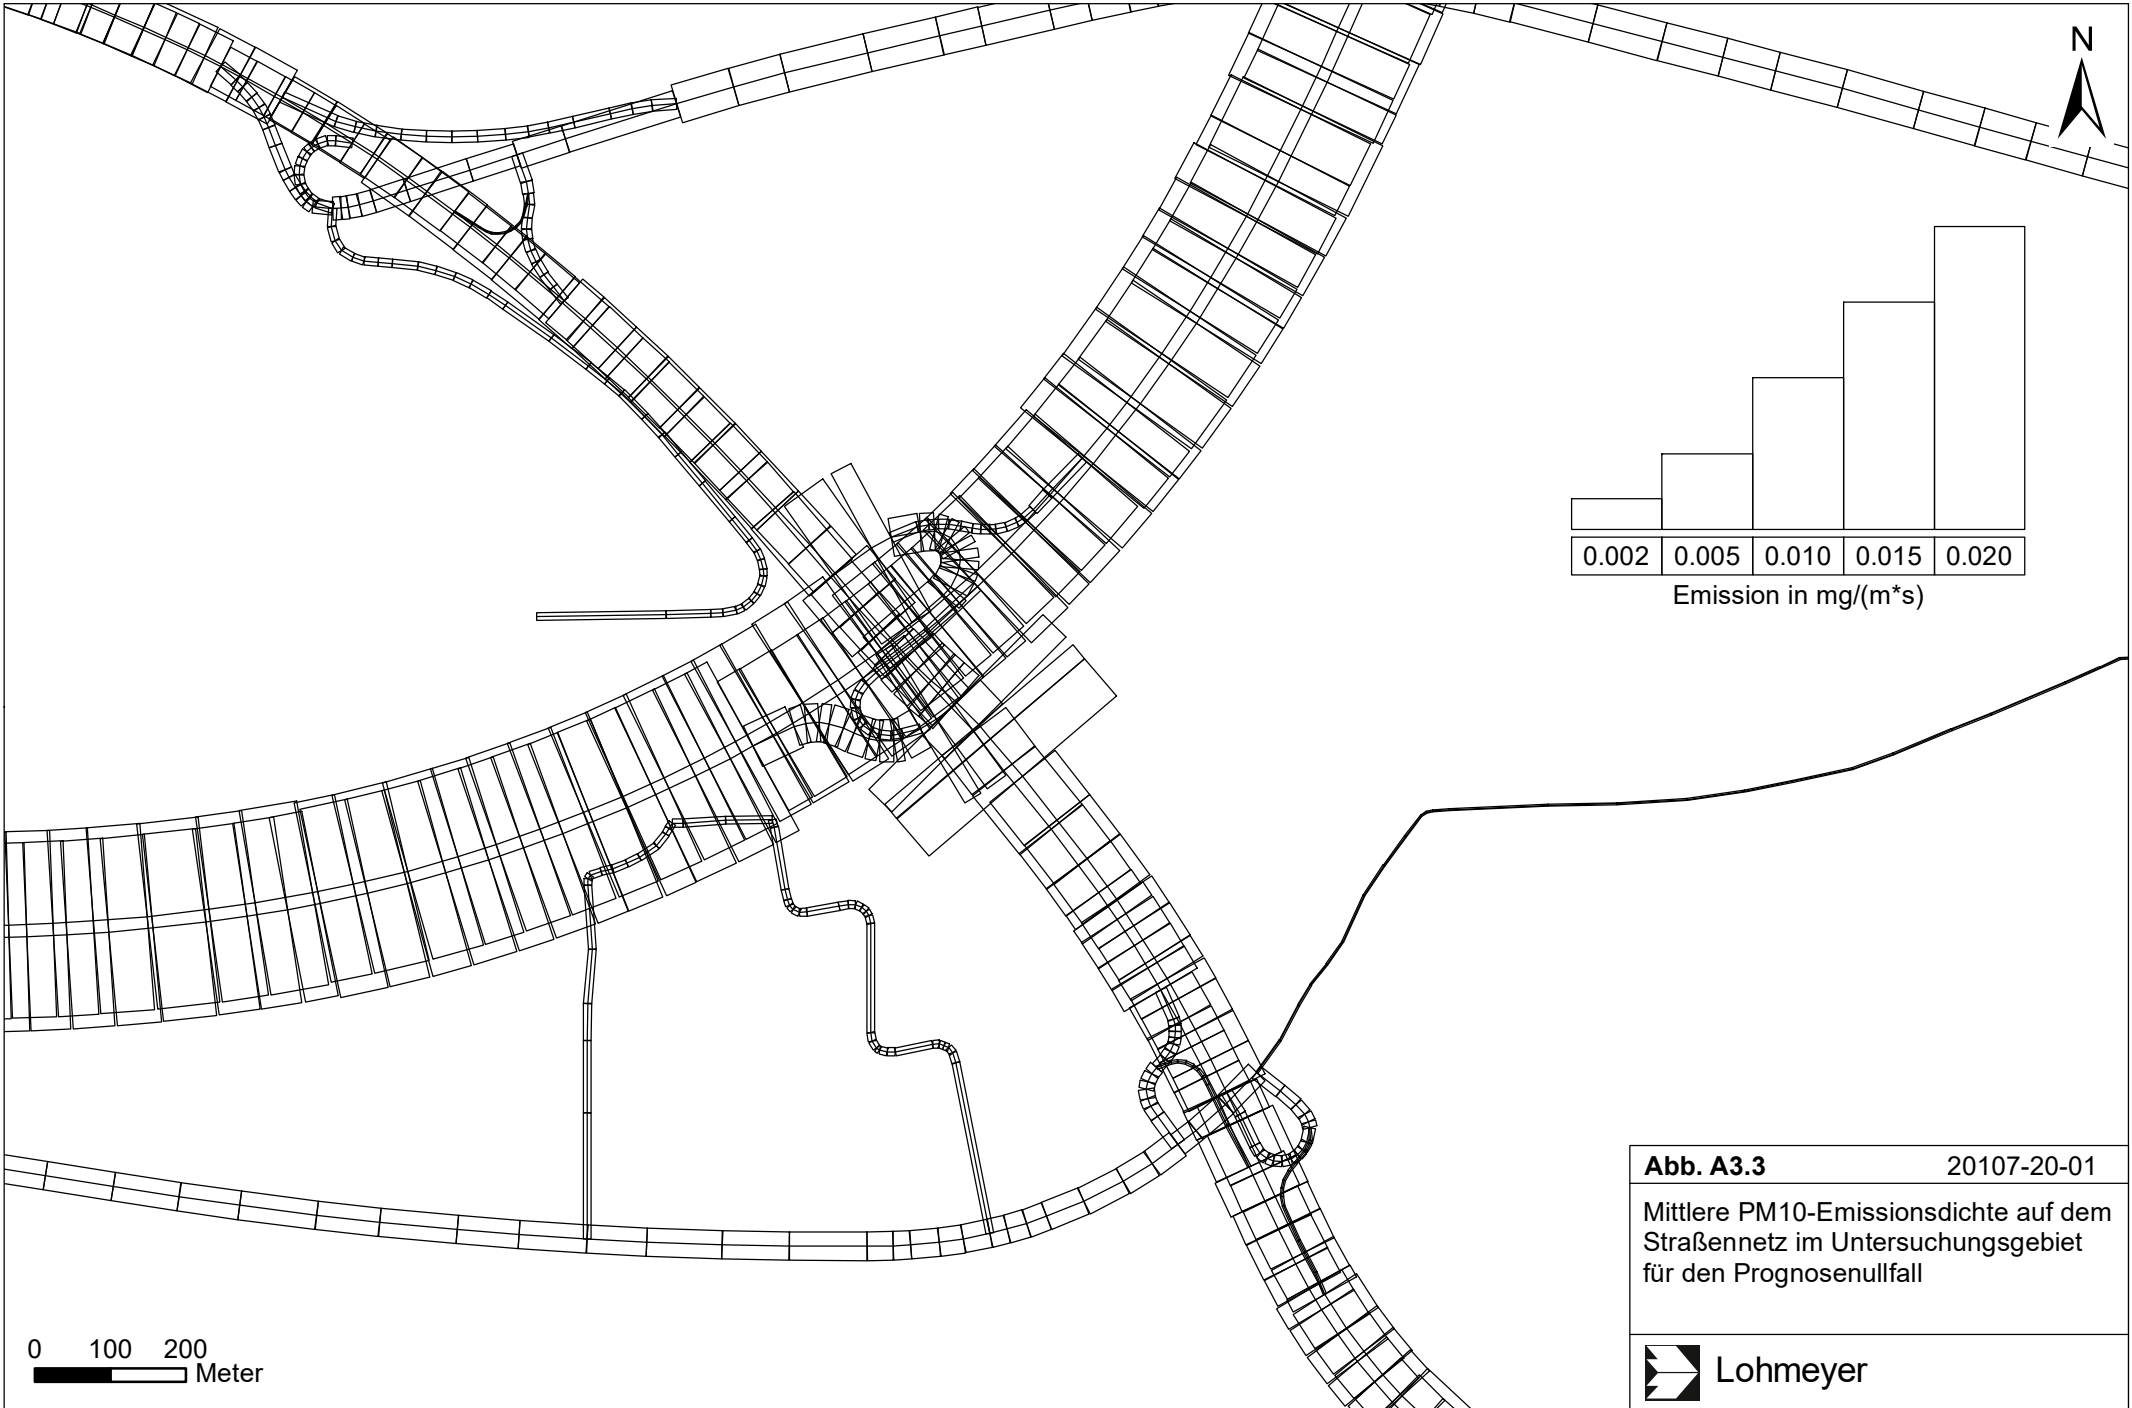 N
0.002 0.005 0.010 0.015 0.020
Emission in mg/(m*s)
Abb. A3.3 20107-20-01
Mittlere PM10-Emissionsdichte auf dem
Straßennetz im Untersuchungsgebiet
für den Prognosenullfall
0 100 200
Meter
Lohmeyer